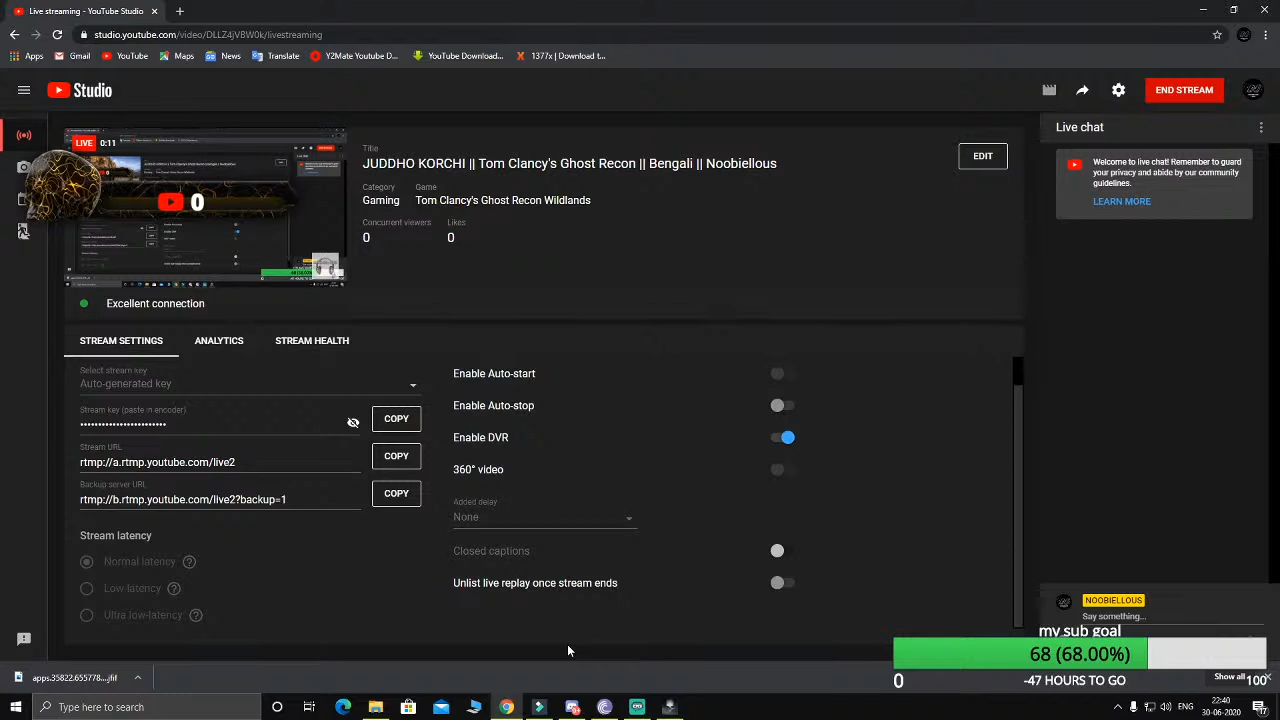 Live streaming - YouTube Studio
studio.youtube.com/video/DLLZ4jVBW0k/livestreaming
Apps Gmail YouTube Maps News Translate Y2Mate Youtube D... YouTube Download... 1377x | Download t...
Studio
END STREAM
LIVE 0:11
0
Title
JUDDHO KORCHI || Tom Clancy's Ghost Recon || Bengali || Noobiellous
EDIT
Category Game
Gaming Tom Clancy's Ghost Recon Wildlands
Concurrent viewers Likes
0 0
Excellent connection
Live chat
Welcome to live chat! Remember to guard
your privacy and abide by our community
guidelines.
LEARN MORE
STREAM SETTINGS ANALYTICS STREAM HEALTH
Select stream key
Auto-generated key
Stream key (paste in encoder)
COPY
Stream URL
rtmp://a.rtmp.youtube.com/live2
COPY
Backup server URL
rtmp://b.rtmp.youtube.com/live2?backup=1
COPY
Stream latency
Normal latency
Low-latency
Ultra low-latency
Enable Auto-start
Enable Auto-stop
Enable DVR
360° video
Added delay
None
Closed captions
Unlist live replay once stream ends
NOOBIELLOUS
Say something...
my sub goal
68 (68.00%)
0 -47 HOURS TO GO 100
apps.35822.655778....jfif
Show all
Type here to search
ENG
22:40
30-06-2020